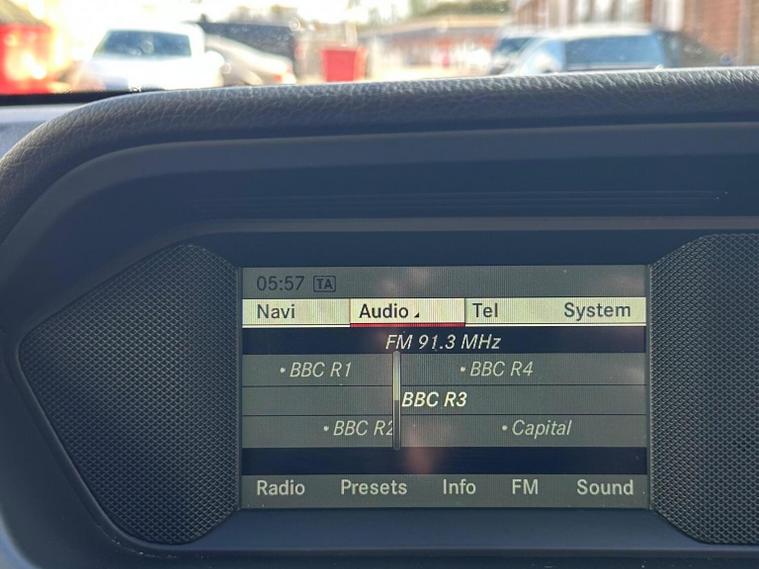 05:57 TA
Navi Audio Tel System
FM 91.3 MHz
•BBC R1 •BBC R4
BBC R3
•BBC R2 •Capital
Radio Presets Info FM Sound